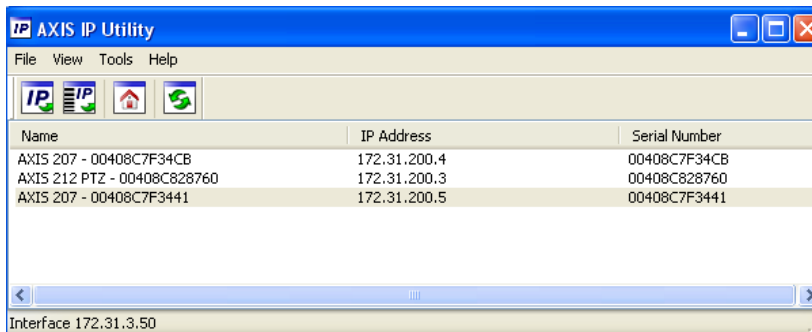 IP AXIS IP Utility
File View Tools Help
IP IP
Name IP Address Serial Number
AXIS 207 - 00408C7F34CB 172.31.200.4 00408C7F34CB
AXIS 212 PTZ - 00408C828760 172.31.200.3 00408C828760
AXIS 207 - 00408C7F3441 172.31.200.5 00408C7F3441
Interface 172.31.3.50